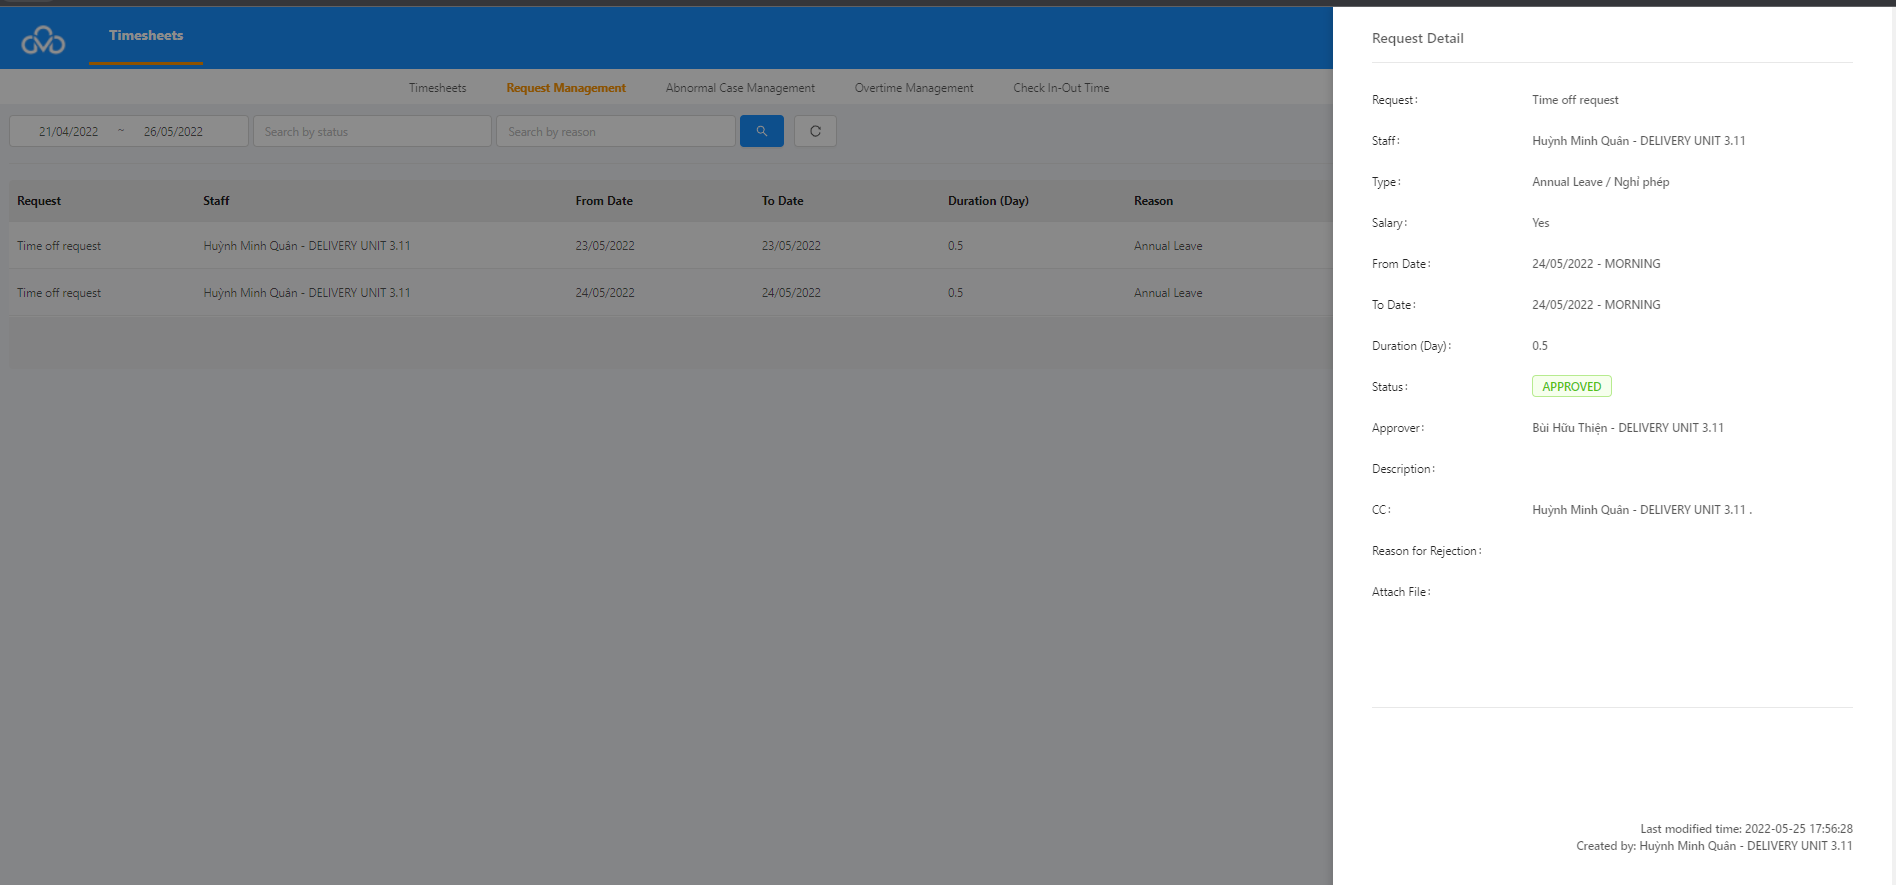 Timesheets
Timesheets Request Management Abnormal Case Management Overtime Management Check In-Out Time
21/04/2022 ~ 26/05/2022 Search by status Search by reason
Request Staff From Date To Date Duration (Day) Reason
Time off request Huỳnh Minh Quân - DELIVERY UNIT 3.11 23/05/2022 23/05/2022 0.5 Annual Leave
Time off request Huỳnh Minh Quân - DELIVERY UNIT 3.11 24/05/2022 24/05/2022 0.5 Annual Leave
Request Detail
Request: Time off request
Staff: Huỳnh Minh Quân - DELIVERY UNIT 3.11
Type: Annual Leave / Nghỉ phép
Salary: Yes
From Date: 24/05/2022 - MORNING
To Date: 24/05/2022 - MORNING
Duration (Day): 0.5
Status: APPROVED
Approver: Bùi Hữu Thiện - DELIVERY UNIT 3.11
Description:
CC: Huỳnh Minh Quân - DELIVERY UNIT 3.11 .
Reason for Rejection:
Attach File:
Last modified time: 2022-05-25 17:56:28
Created by: Huỳnh Minh Quân - DELIVERY UNIT 3.11